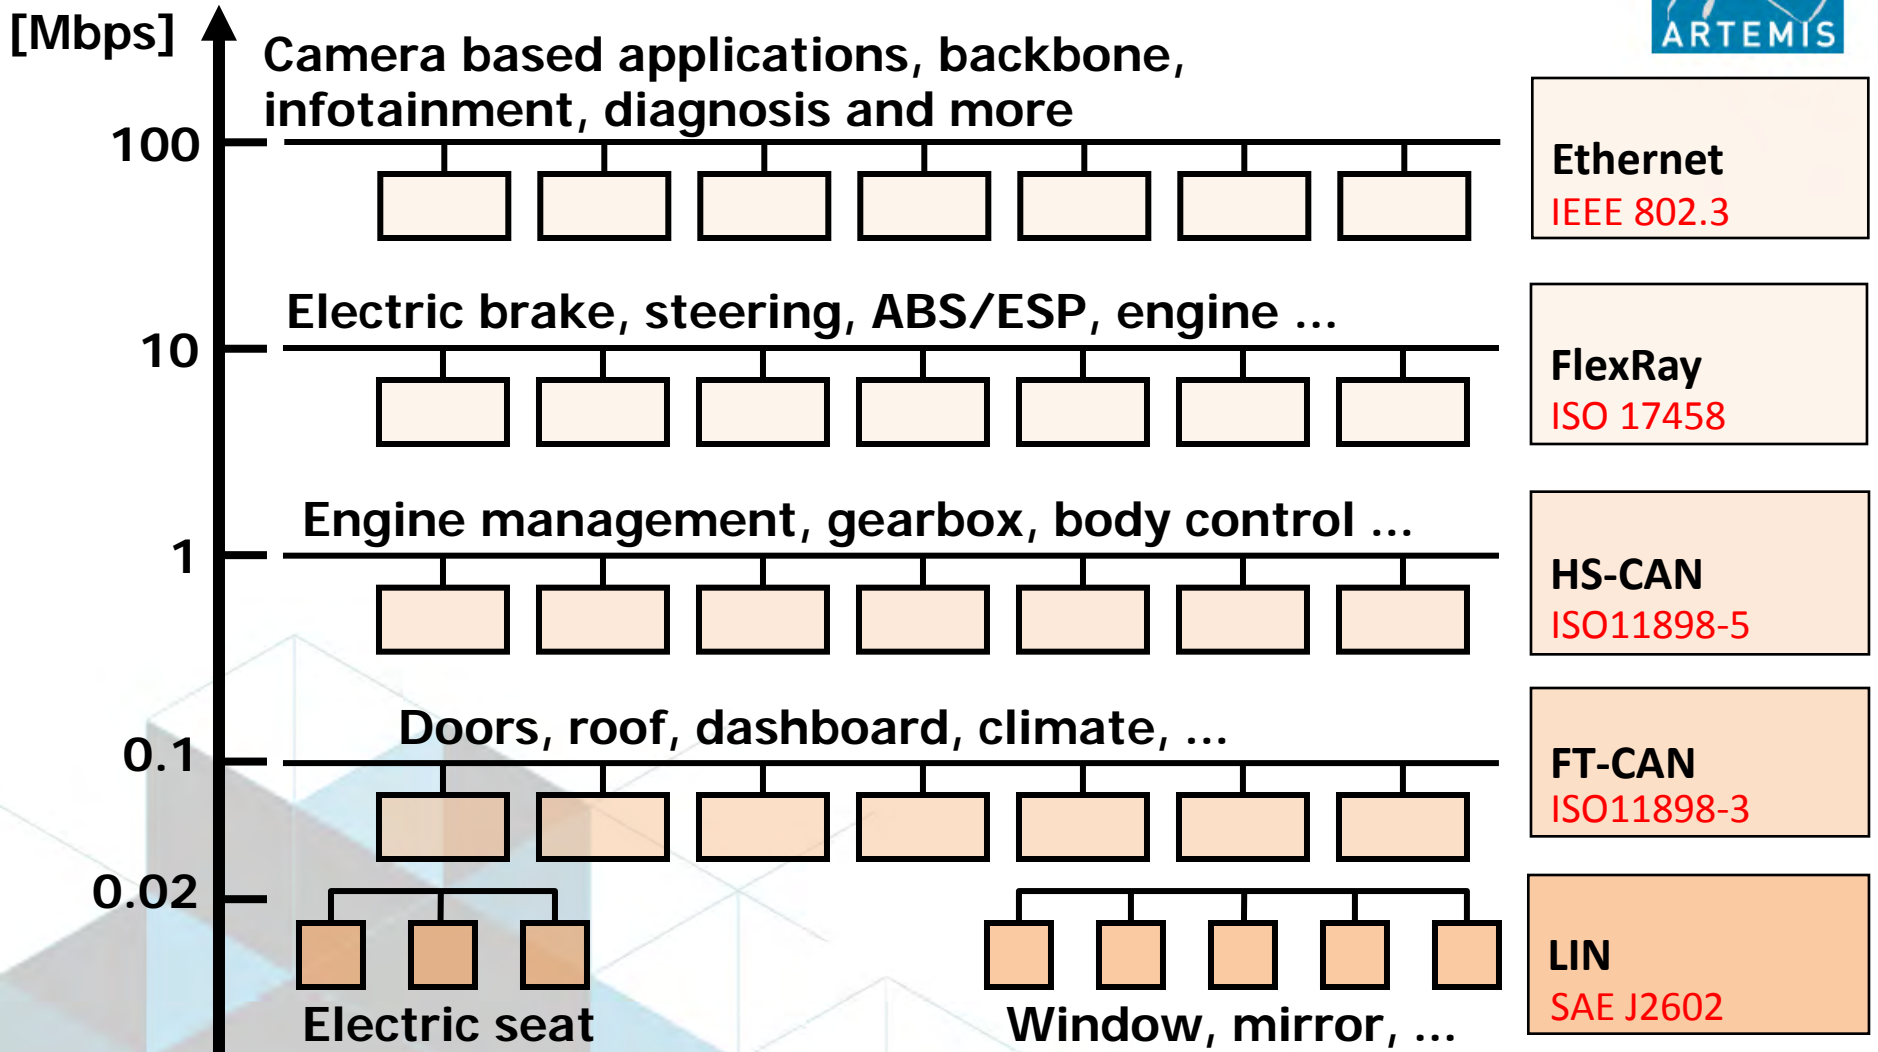 [Mbps]
ARTEMIS
Camera based applications, backbone,
infotainment, diagnosis and more
100
Ethernet
IEEE 802.3
Electric brake, steering, ABS/ESP, engine ...
10
FlexRay
ISO 17458
Engine management, gearbox, body control ...
1
HS-CAN
ISO11898-5
Doors, roof, dashboard, climate, ...
0.1
FT-CAN
ISO11898-3
0.02
LIN
SAE J2602
Electric seat
Window, mirror, ...